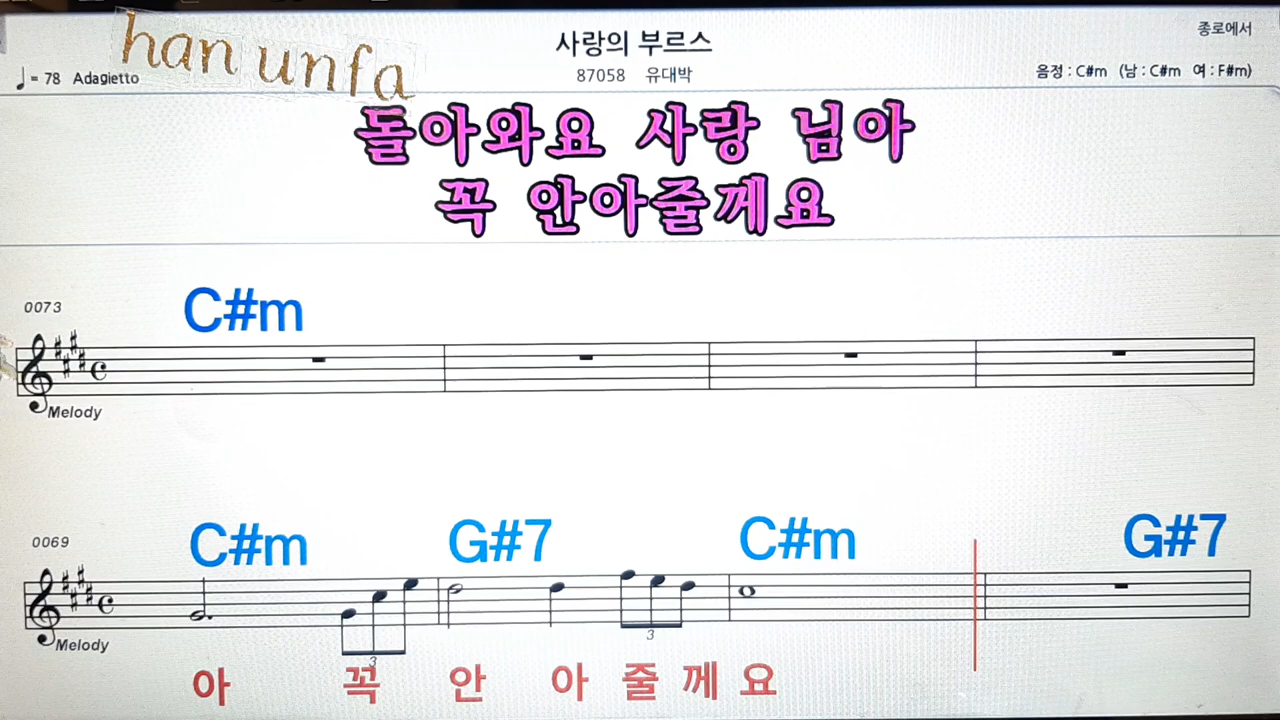 han unfa
사랑의 부르스
종로에서
= 78 Adagietto
87058 유대박
음정 : C#m (남 : C#m 여 : F#m)
돌아와요 사랑 님아
꼭 안아줄께요
0073
C#m
Melody
0069
C#m G#7 C#m G#7
3
Melody
3
아 꼭 안 아 줄 께 요